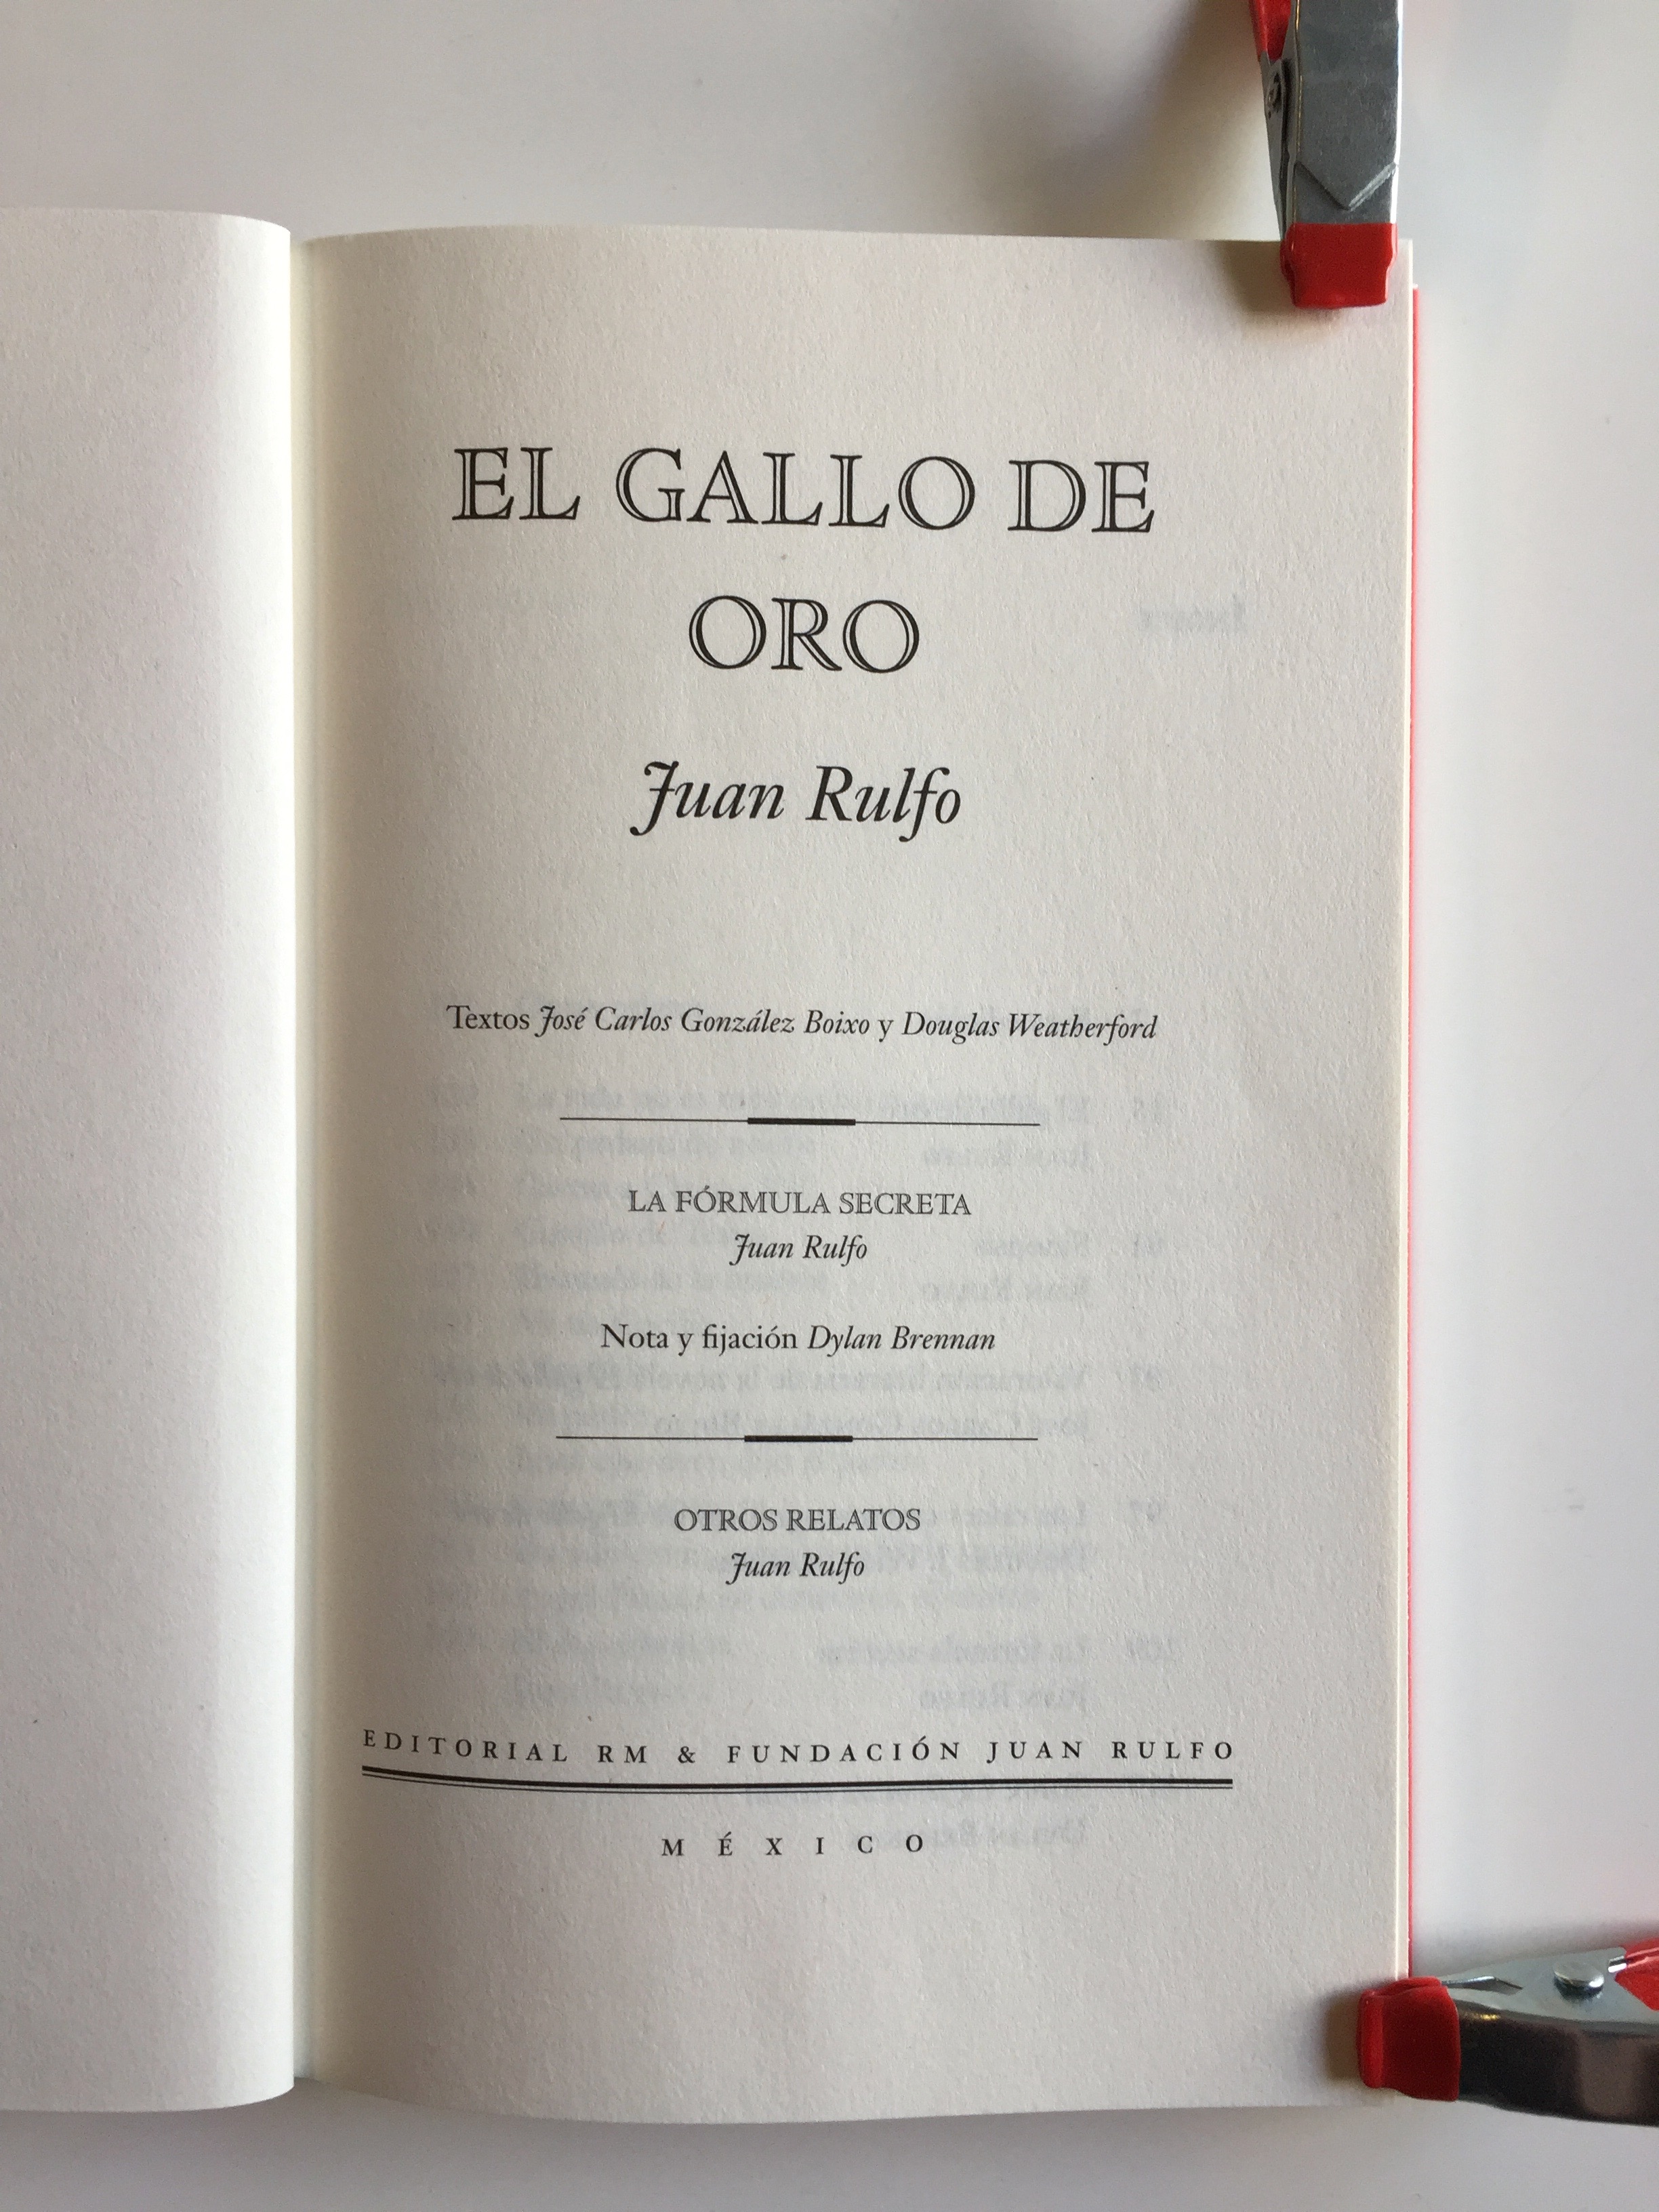 EL GALLO DE
ORO
Juan Rulfo
Textos José Carlos González Boixo y Douglas Weatherford
LA FÓRMULA SECRETA
Juan Rulfo
Nota y fijación Dylan Brennan
OTROS RELATOS
Juan Rulfo
EDITORIAL RM & FUNDACIÓN JUAN RULFO
MÉXICO